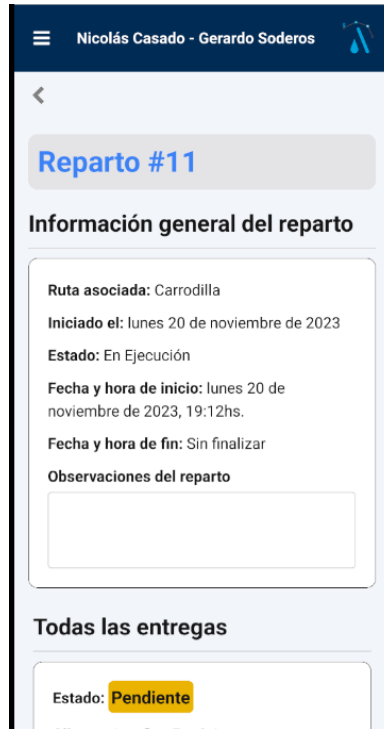 Nicolás Casado - Gerardo Soderos
Reparto #11
Información general del reparto
Ruta asociada: Carrodilla
Iniciado el: lunes 20 de noviembre de 2023
Estado: En Ejecución
Fecha y hora de inicio: lunes 20 de
noviembre de 2023, 19:12hs.
Fecha y hora de fin: Sin finalizar
Observaciones del reparto
Todas las entregas
Estado: Pendiente